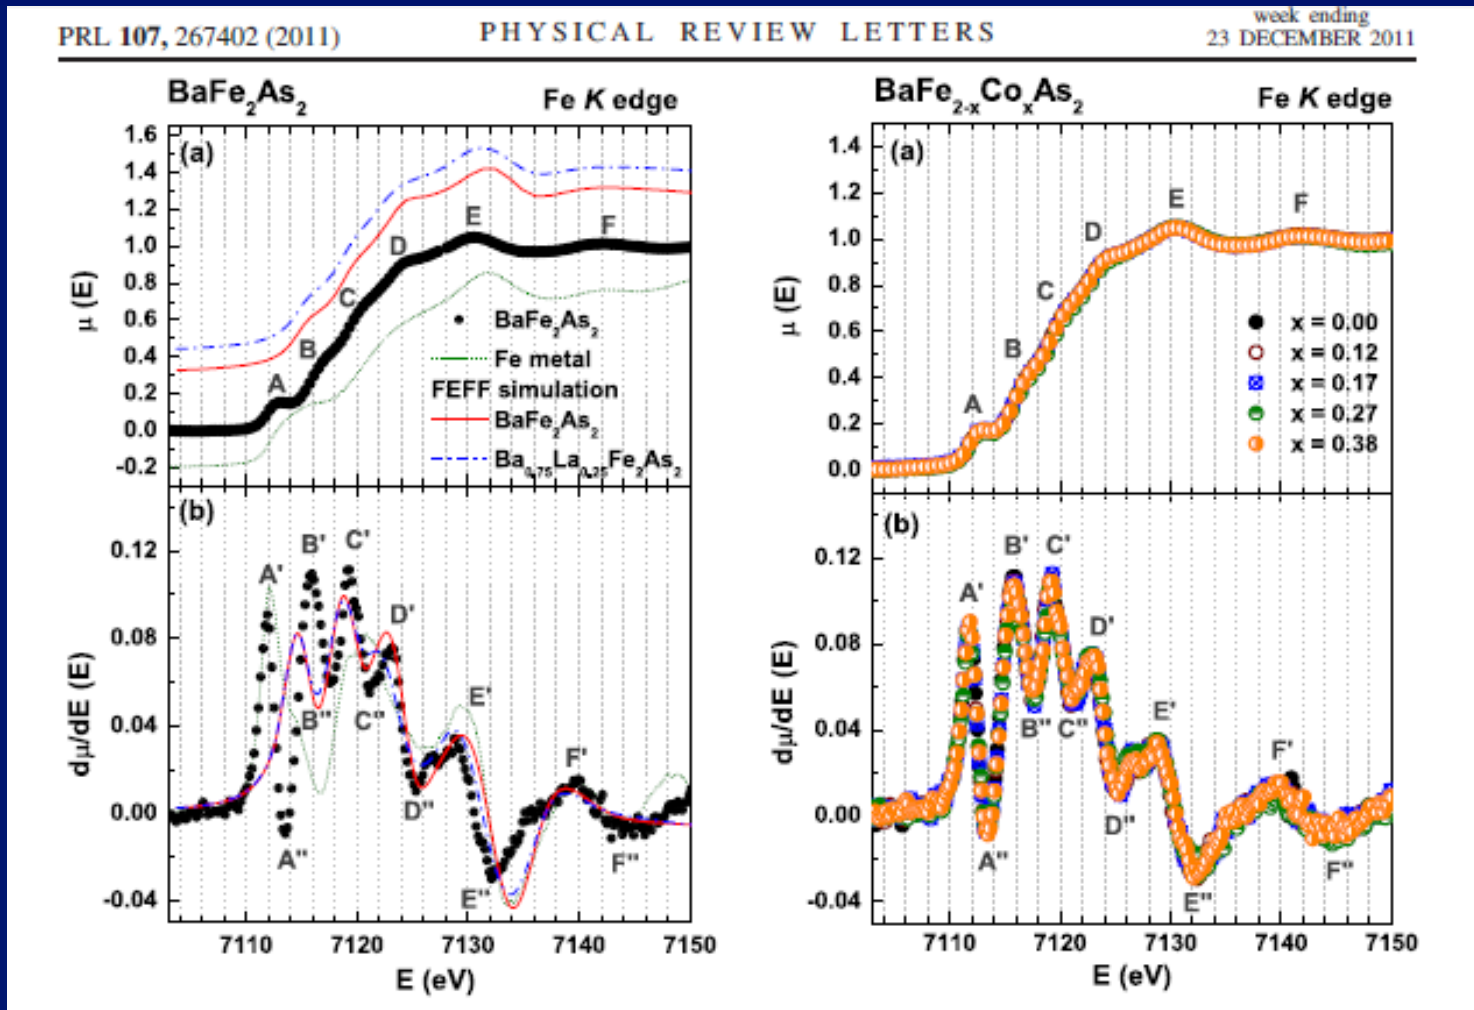 PRL 107, 267402 (2011)
PHYSICAL REVIEW LETTERS
week ending
23 DECEMBER 2011
BaFe2As2
Fe K edge
(a)
1.6
1.4
1.2
1.0
0.8
0.6
0.4
0.2
0.0
-0.2
μ (E)
A
B
C
D
E
F
BaFe2As2
Fe metal
FEFF simulation
BaFe2As2
Ba0.75La0.25Fe2As2
(b)
0.12
0.08
0.04
0.00
-0.04
dμ/dE (E)
A'
B'
C'
D'
E'
F'
A"
B"
C"
D"
E"
F"
7110
7120
7130
7140
7150
E (eV)
BaFe2-xCoxAs2
Fe K edge
(a)
1.4
1.2
1.0
0.8
0.6
0.4
0.2
0.0
μ (E)
A
B
C
D
E
F
x = 0.00
x = 0.12
x = 0.17
x = 0.27
x = 0.38
(b)
0.12
0.08
0.04
0.00
-0.04
dμ/dE (E)
A'
B'
C'
D'
E'
F'
A"
B"
C"
D"
E"
F"
7110
7120
7130
7140
7150
E (eV)